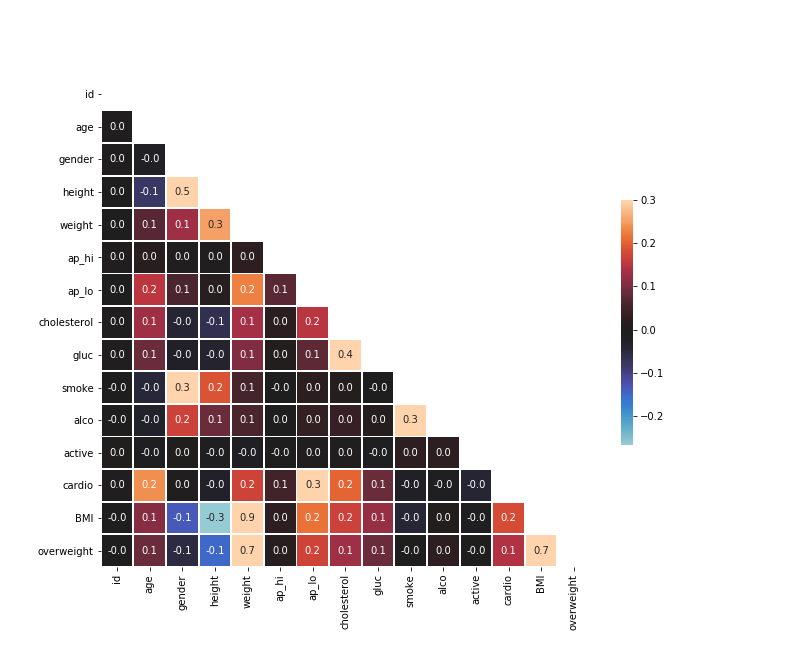 id
age 0.0
gender 0.0 -0.0
height 0.0 -0.1 0.5
weight 0.0 0.1 0.1 0.3
ap_hi 0.0 0.0 0.0 0.0 0.0
ap_lo 0.0 0.2 0.1 0.0 0.2 0.1
cholesterol 0.0 0.1 -0.0 -0.1 0.1 0.0 0.2
gluc 0.0 0.1 -0.0 -0.0 0.1 0.0 0.1 0.4
smoke -0.0 -0.0 0.3 0.2 0.1 -0.0 0.0 0.0 -0.0
alco -0.0 -0.0 0.2 0.1 0.1 0.0 0.0 0.0 0.0 0.3
active 0.0 -0.0 0.0 -0.0 -0.0 -0.0 0.0 0.0 -0.0 0.0 0.0
cardio 0.0 0.2 0.0 -0.0 0.2 0.1 0.3 0.2 0.1 -0.0 -0.0 -0.0
BMI -0.0 0.1 -0.1 -0.3 0.9 0.0 0.2 0.2 0.1 -0.0 0.0 -0.0 0.2
overweight -0.0 0.1 -0.1 -0.1 0.7 0.0 0.2 0.1 0.1 -0.0 0.0 -0.0 0.1 0.7
id age gender height weight ap_hi ap_lo cholesterol gluc smoke alco active cardio BMI overweight
0.3
0.2
0.1
0.0
−0.1
−0.2